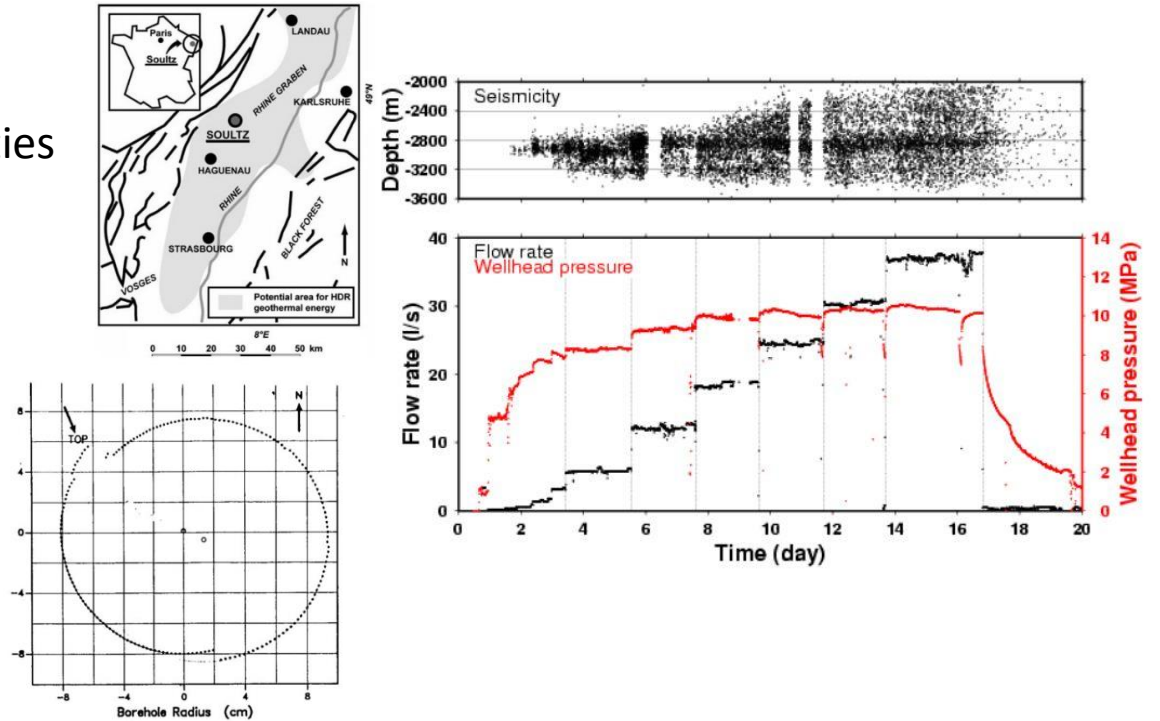 ies
Paris
Soultz
LANDAU
RHINE GRABEN
KARLSRUHE
49°N
SOULTZ
HAGUENAU
RHINE
STRASBOURG
BLACK FOREST
N
VOSGES
Potential area for HDR
geothermal energy
8°E
0 10 20 30 40 50 km
Seismicity
Depth (m)
-2000
-2400
-2800
-3200
-3600
Flow rate
Wellhead pressure
Flow rate (l/s)
40
30
20
10
0
Wellhead pressure (MPa)
14
12
10
8
6
4
2
0
0 2 4 6 8 10 12 14 16 18 20
Time (day)
N
TOP
8
4
0
-4
-8
-8 -4 0 4 8
Borehole Radius (cm)